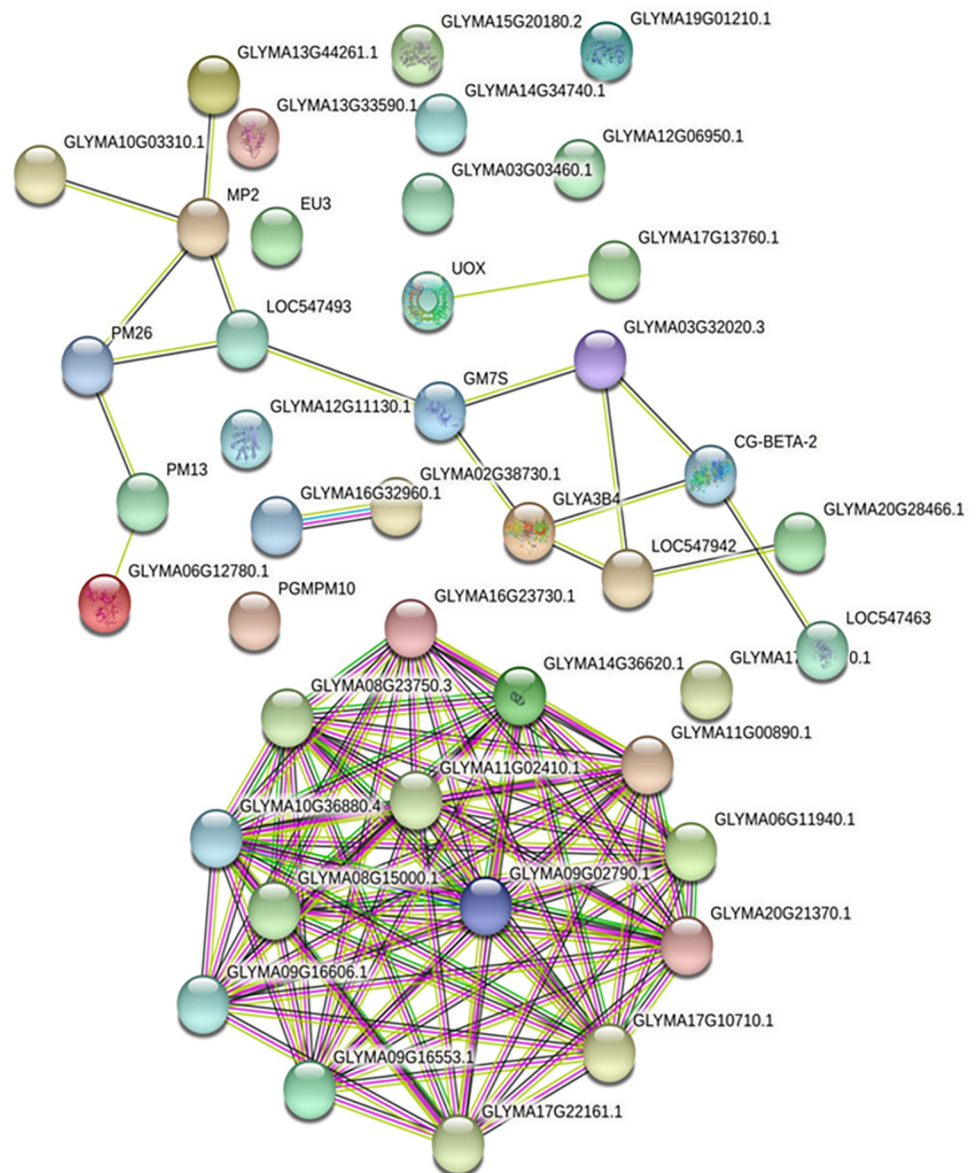 GLYMA15G20180.2
GLYMA19G01210.1
GLYMA13G44261.1
GLYMA14G34740.1
GLYMA13G33590.1
GLYMA12G06950.1
GLYMA10G03310.1
GLYMA03G03460.1
MP2
EU3
GLYMA17G13760.1
UOX
LOC547493
GLYMA03G32020.3
PM26
GM7S
GLYMA12G11130.1
CG-BETA-2
PM13
GLYMA02G38730.1
GLYMA16G32960.1
GLYA3B4
GLYMA20G28466.1
LOC547942
GLYMA06G12780.1
PGMPM10
GLYMA16G23730.1
LOC547463
GLYMA14G36620.1
GLYMA08G23750.3
GLYMA11G00890.1
GLYMA11G02410.1
GLYMA10G36880.4
GLYMA06G11940.1
GLYMA08G15000.1
GLYMA09G02790.1
GLYMA20G21370.1
GLYMA09G16606.1
GLYMA17G10710.1
GLYMA09G16553.1
GLYMA17G22161.1